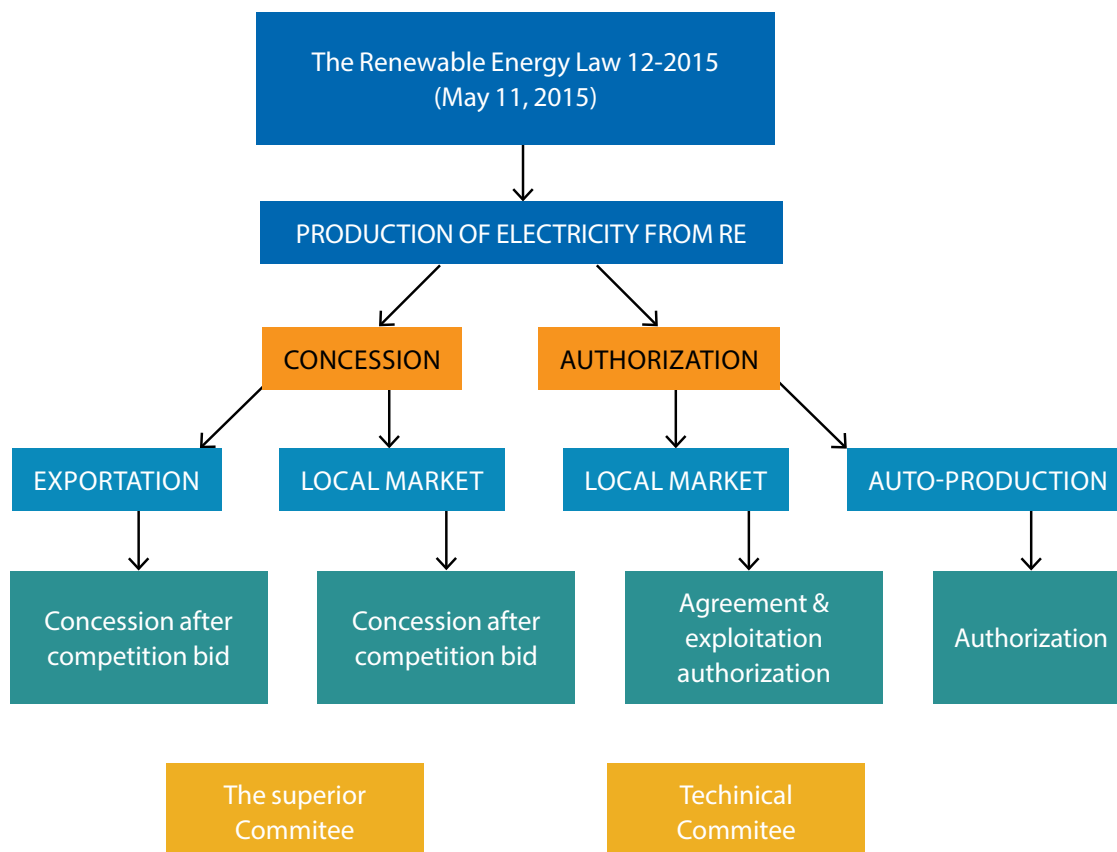 The Renewable Energy Law 12-2015
(May 11, 2015)
PRODUCTION OF ELECTRICITY FROM RE
CONCESSION
AUTHORIZATION
EXPORTATION
LOCAL MARKET
LOCAL MARKET
AUTO-PRODUCTION
Concession after
competition bid
Concession after
competition bid
Agreement &
exploitation
authorization
Authorization
The superior
Commitee
Techinical
Commitee